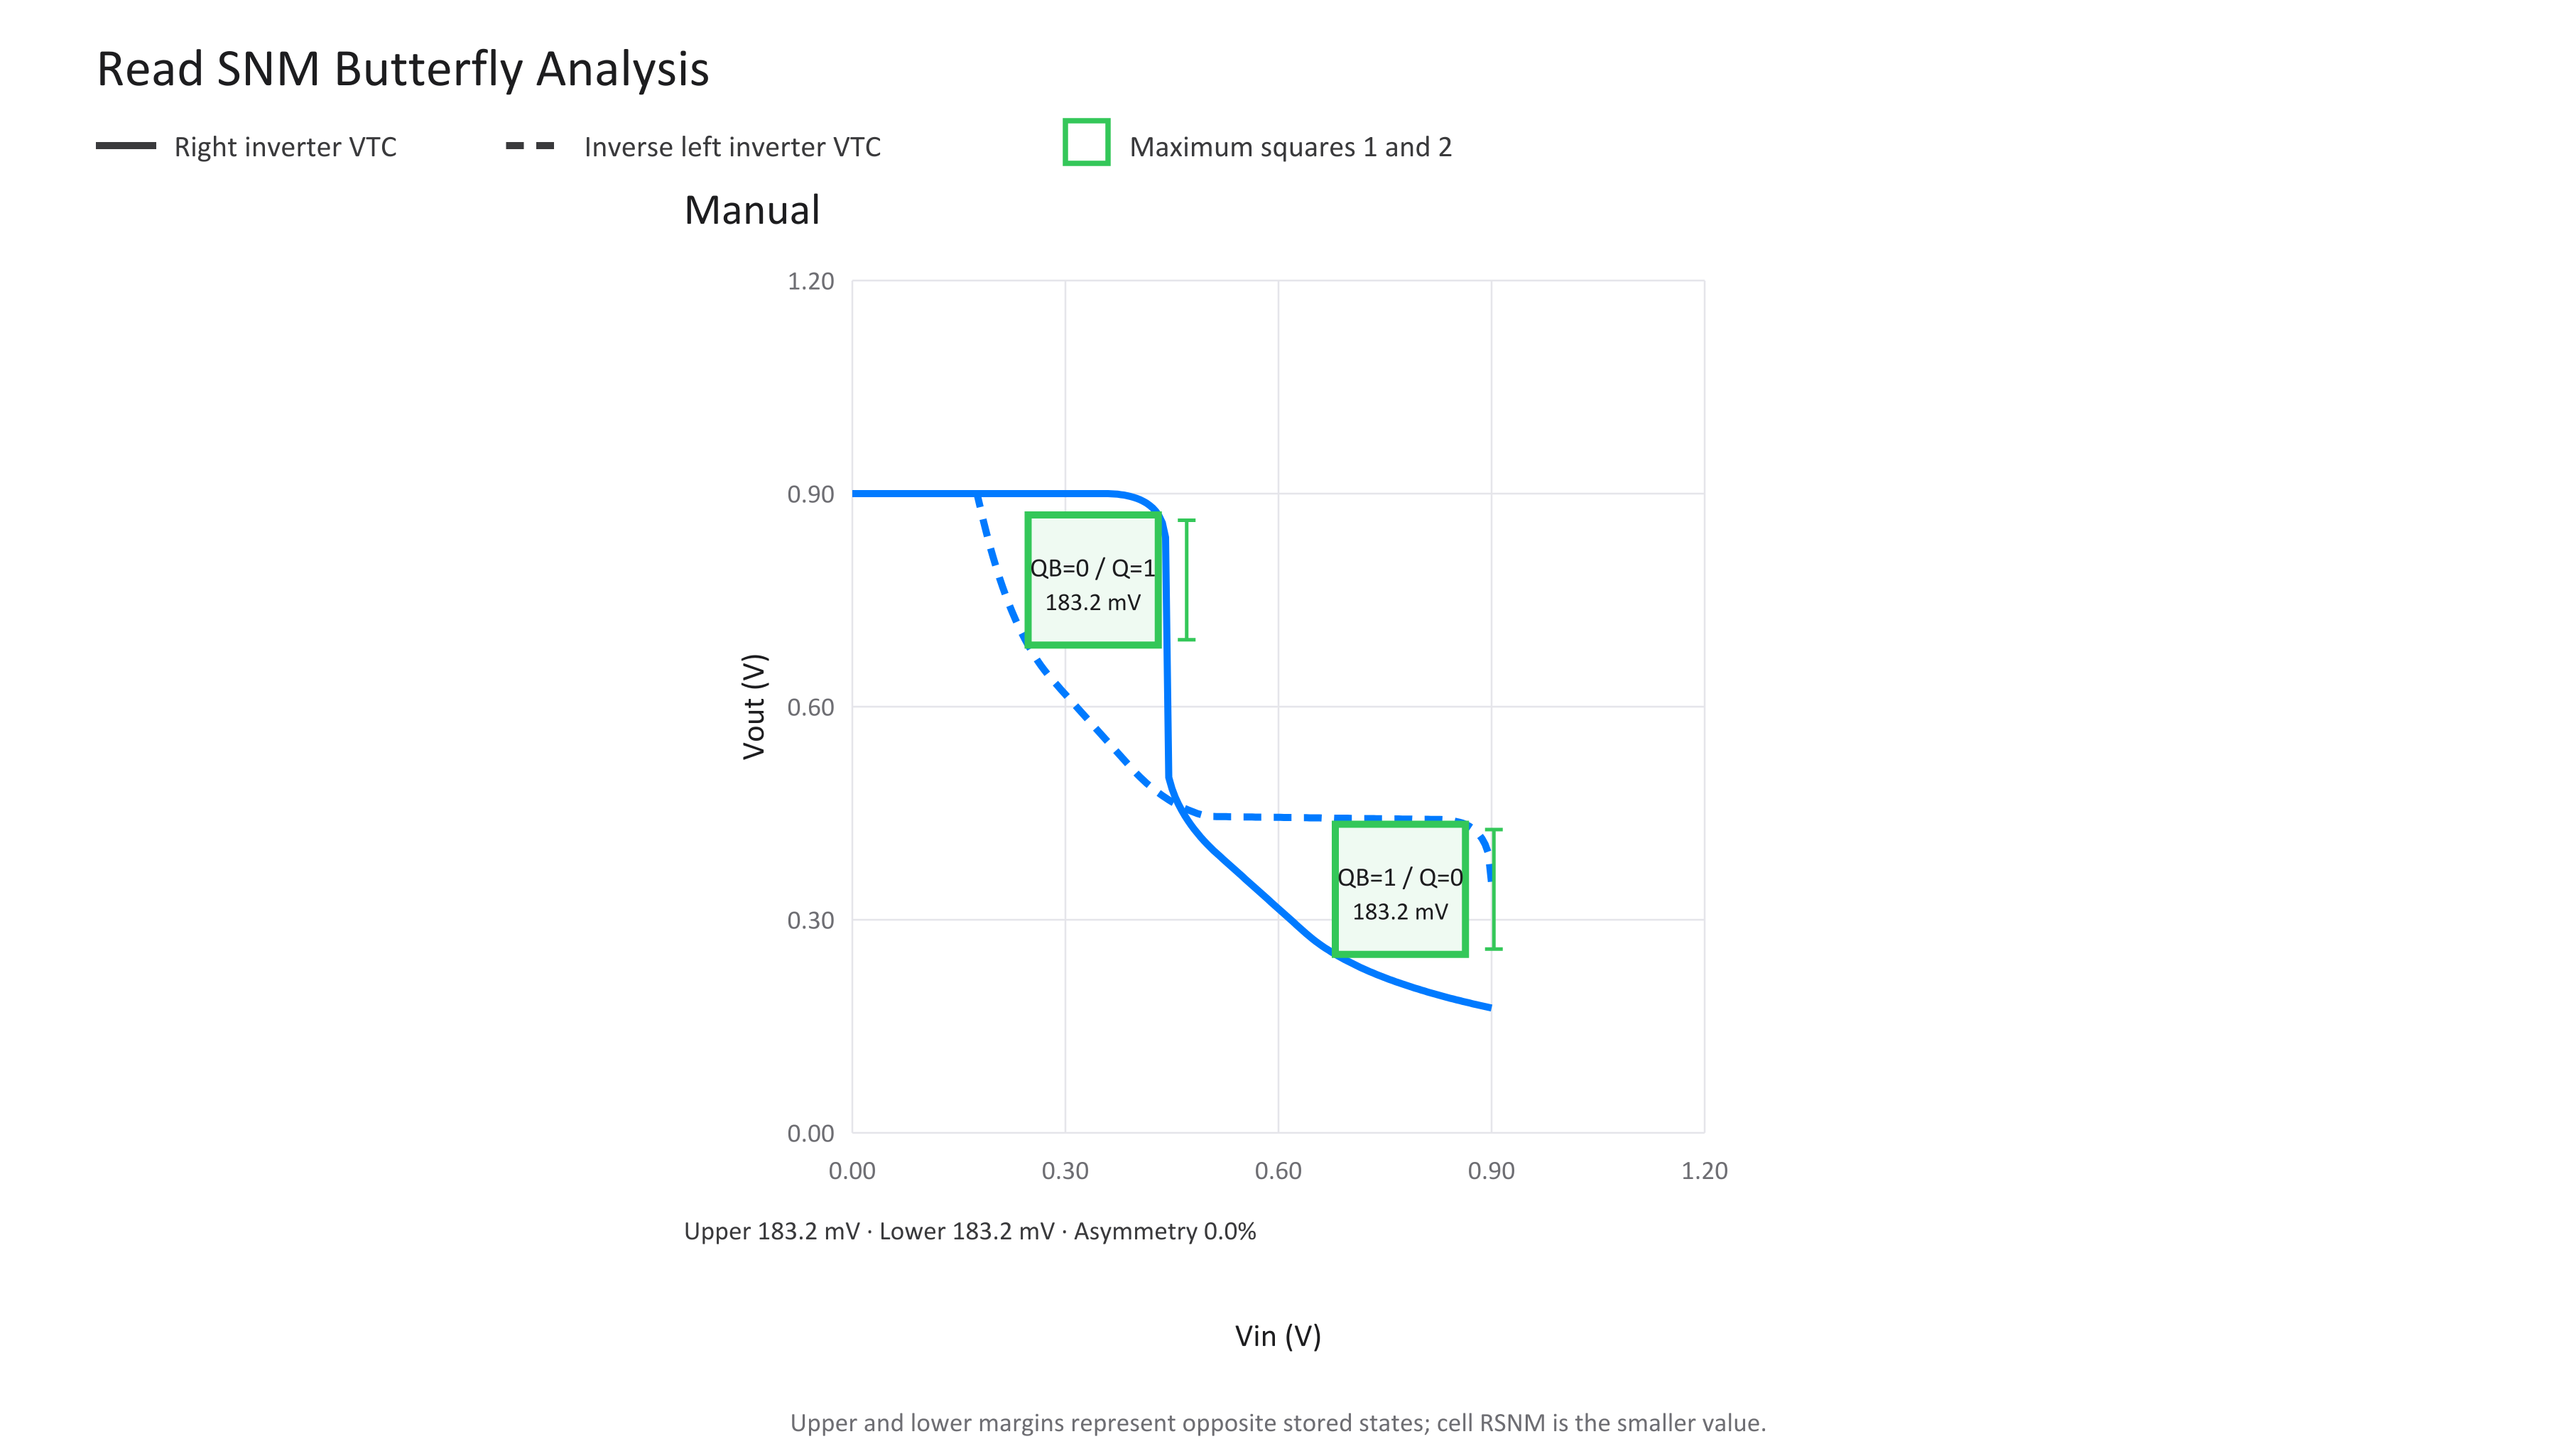 Read SNM Butterfly Analysis
Right inverter VTC
Inverse left inverter VTC
Maximum squares 1 and 2
Manual
1.20
0.90
0.60
0.30
0.00
Vout (V)
QB=0 / Q=1
183.2 mV
QB=1 / Q=0
183.2 mV
0.00
0.30
0.60
0.90
1.20
Upper 183.2 mV · Lower 183.2 mV · Asymmetry 0.0%
Vin (V)
Upper and lower margins represent opposite stored states; cell RSNM is the smaller value.